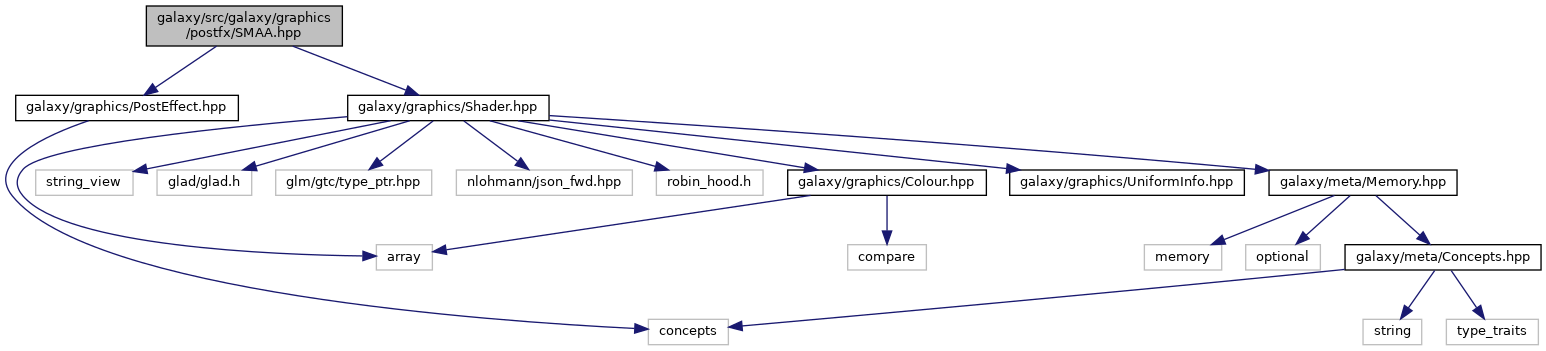 galaxy/src/galaxy/graphics
/postfx/SMAA.hpp
galaxy/graphics/PostEffect.hpp
galaxy/graphics/Shader.hpp
string_view
glad/glad.h
glm/gtc/type_ptr.hpp
nlohmann/json_fwd.hpp
robin_hood.h
galaxy/graphics/Colour.hpp
galaxy/graphics/UniformInfo.hpp
galaxy/meta/Memory.hpp
array
compare
memory
optional
galaxy/meta/Concepts.hpp
concepts
string
type_traits